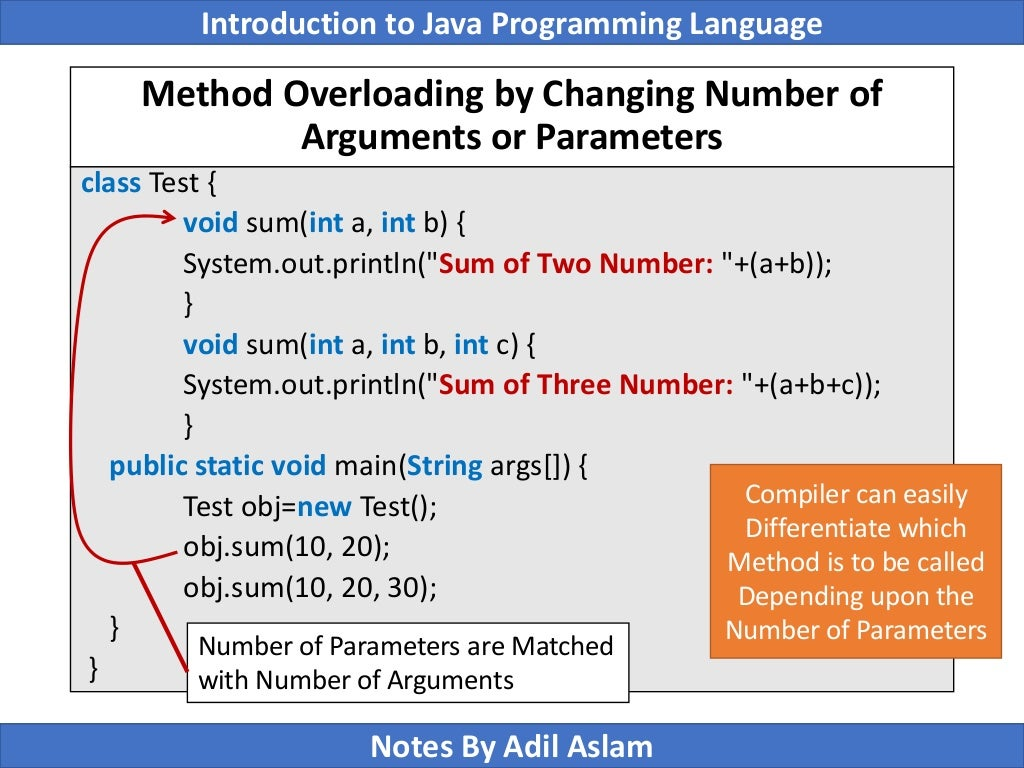 Introduction to Java Programming Language
Method Overloading by Changing Number of
Arguments or Parameters
class Test {
void sum(int a, int b) {
System.out.println("Sum of Two Number: "+(a+b));
}
void sum(int a, int b, int c) {
System.out.println("Sum of Three Number: "+(a+b+c));
}
public static void main(String args[]) {
Test obj=new Test();
obj.sum(10, 20);
obj.sum(10, 20, 30);
}
}
Number of Parameters are Matched
with Number of Arguments
Compiler can easily
Differentiate which
Method is to be called
Depending upon the
Number of Parameters
Notes By Adil Aslam